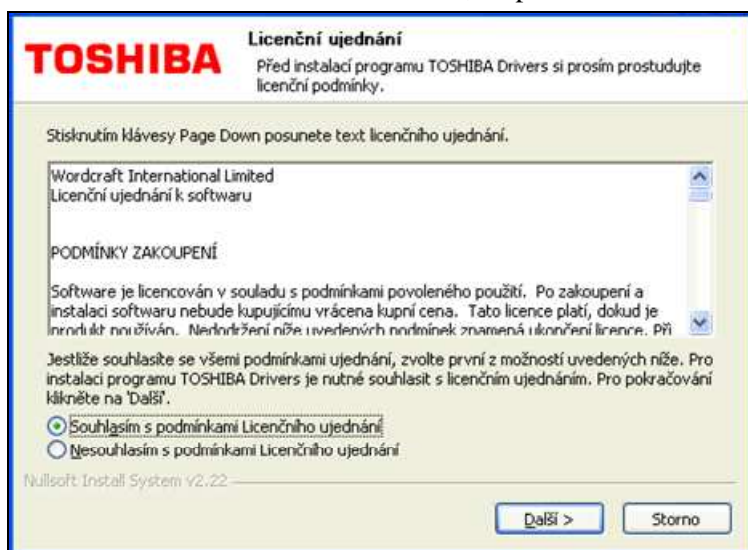 TOSHIBA
Licenční ujednání
Před instalací programu TOSHIBA Drivers si prosím prostudujte
licenční podmínky.
Stisknutím klávesy Page Down posunete text licenčního ujednání.
Wordcraft International Limited
Licenční ujednání k softwaru
PODMÍNKY ZAKOUPENÍ
Software je licencován v souladu s podmínkami povoleného použití. Po zakoupení a
instalaci softwaru nebude kupujícímu vrácena kupní cena. Tato licence platí, dokud je
produkt používán. Nedodržení níže uvedených podmínek znamená ukončení licence. Při
Jestliže souhlasíte se všemi podmínkami ujednání, zvolte první z možností uvedených níže. Pro
instalaci programu TOSHIBA Drivers je nutné souhlasit s licenčním ujednáním. Pro pokračování
klikněte na 'Další'.
Souhlasím s podmínkami Licenčního ujednání
Nesouhlasím s podmínkami Licenčního ujednání
Nullsoft Install System v2.22
Další >
Storno